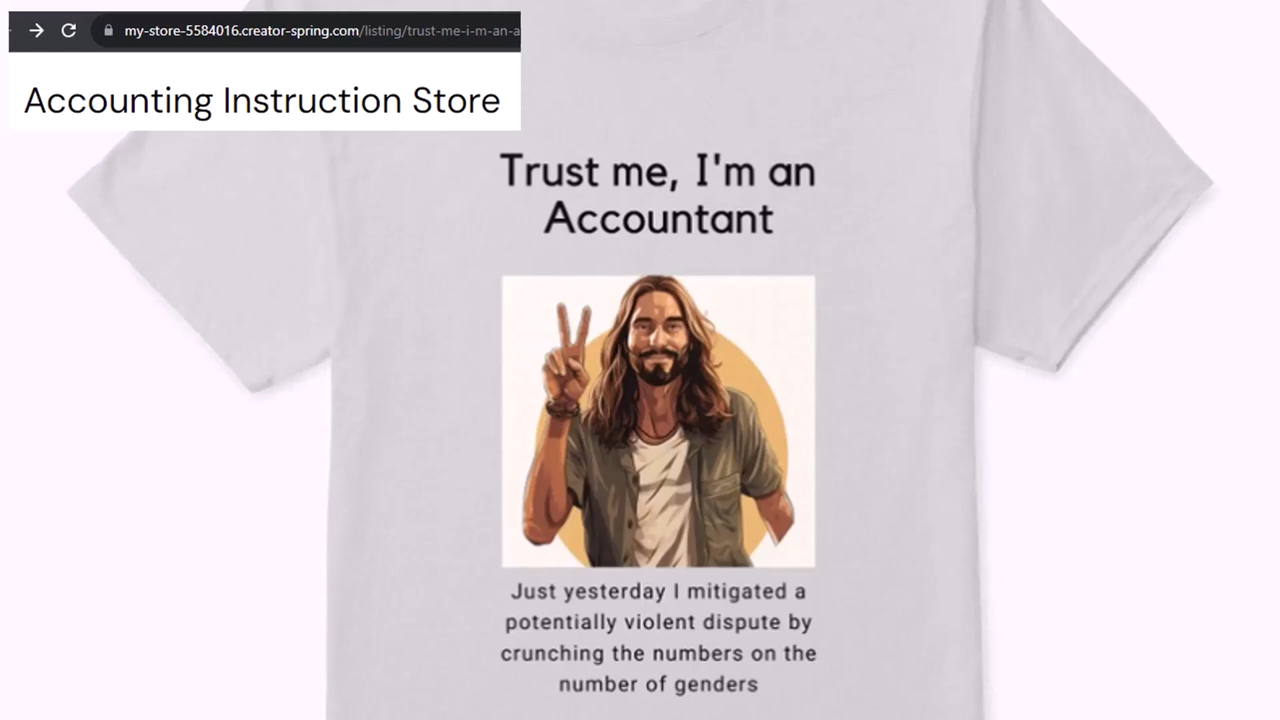 my-store-5584016.creator-spring.com/listing/trust-me-i-m-an-a
Accounting Instruction Store
Trust me, I'm an
Accountant
Just yesterday I mitigated a
potentially violent dispute by
crunching the numbers on the
number of genders